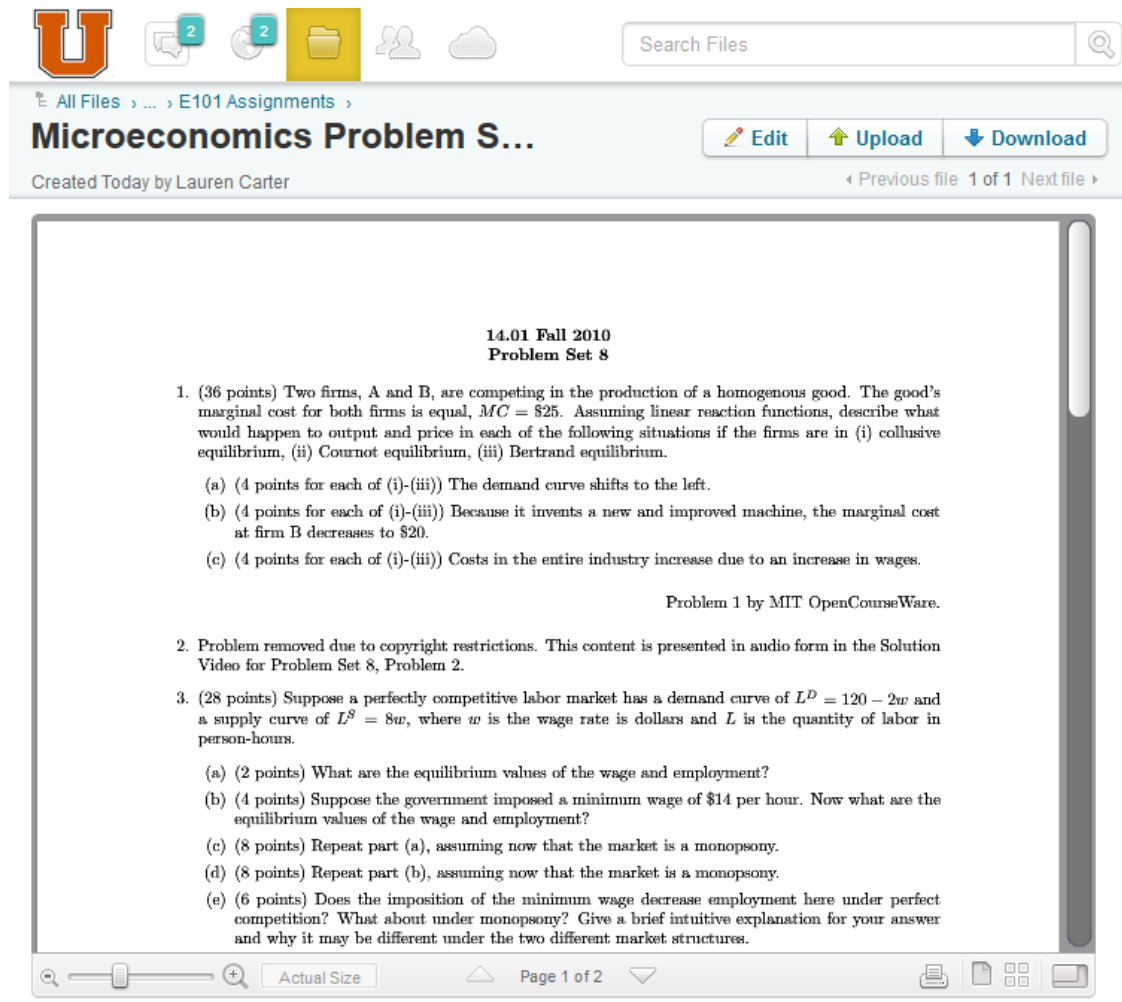 U
2
2
Search Files
All Files › ... › E101 Assignments ›
Microeconomics Problem S...
Edit
Upload
Download
Created Today by Lauren Carter
Previous file 1 of 1 Next file
14.01 Fall 2010
Problem Set 8
1. (36 points) Two firms, A and B, are competing in the production of a homogenous good. The good's
marginal cost for both firms is equal, MC = $25. Assuming linear reaction functions, describe what
would happen to output and price in each of the following situations if the firms are in (i) collusive
equilibrium, (ii) Cournot equilibrium, (iii) Bertrand equilibrium.
(a) (4 points for each of (i)-(iii)) The demand curve shifts to the left.
(b) (4 points for each of (i)-(iii)) Because it invents a new and improved machine, the marginal cost
at firm B decreases to $20.
(c) (4 points for each of (i)-(iii)) Costs in the entire industry increase due to an increase in wages.
Problem 1 by MIT OpenCourseWare.
2. Problem removed due to copyright restrictions. This content is presented in audio form in the Solution
Video for Problem Set 8, Problem 2.
3. (28 points) Suppose a perfectly competitive labor market has a demand curve of L^D = 120 − 2w and
a supply curve of L^S = 8w, where w is the wage rate is dollars and L is the quantity of labor in
person-hours.
(a) (2 points) What are the equilibrium values of the wage and employment?
(b) (4 points) Suppose the government imposed a minimum wage of $14 per hour. Now what are the
equilibrium values of the wage and employment?
(c) (8 points) Repeat part (a), assuming now that the market is a monopsony.
(d) (8 points) Repeat part (b), assuming now that the market is a monopsony.
(e) (6 points) Does the imposition of the minimum wage decrease employment here under perfect
competition? What about under monopsony? Give a brief intuitive explanation for your answer
and why it may be different under the two different market structures.
Actual Size
Page 1 of 2